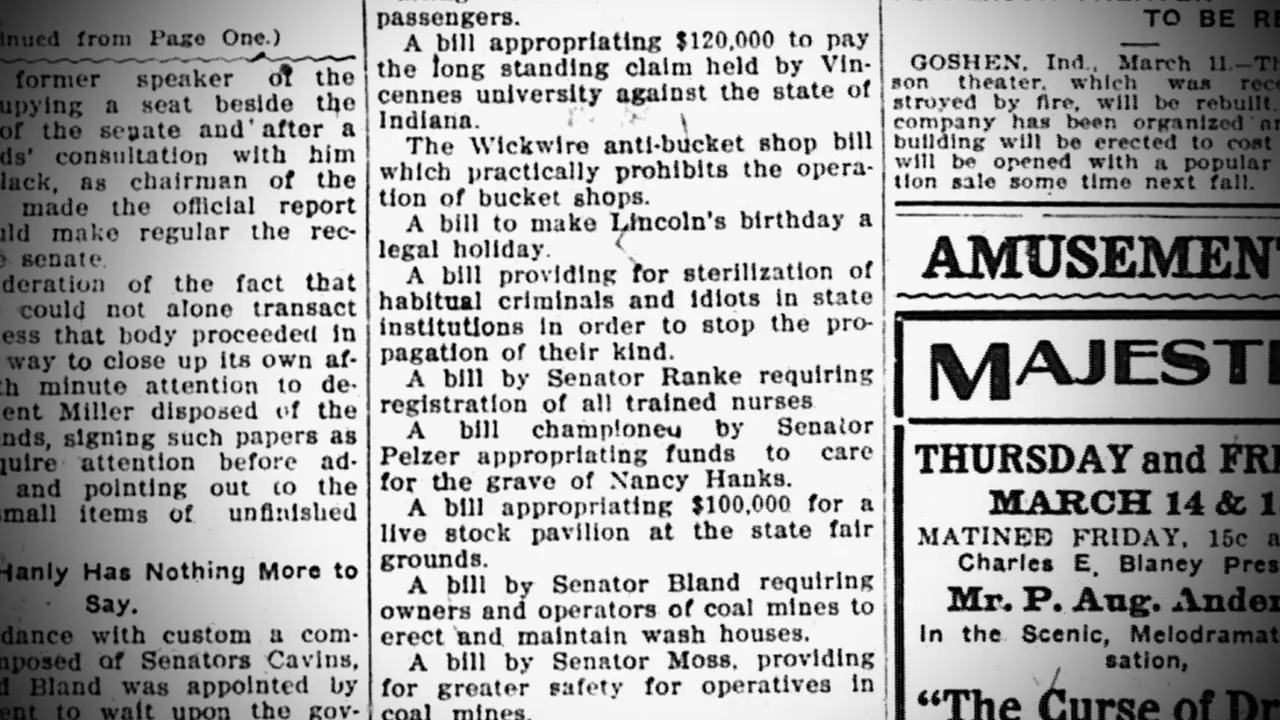 inued from Page One.)
former speaker of the
upying a seat beside the
of the senate and after a
ds' consultation with him
lack, as chairman of the
made the official report
uld make regular the rec-
senate.
deration of the fact that
could not alone transact
ess that body proceeded in
way to close up its own af-
th minute attention to de-
ent Miller disposed of the
nds, signing such papers as
quire attention before ad-
and pointing out to the
small items of unfinished
Hanly Has Nothing More to
Say.
dance with custom a com-
mposed of Senators Cavins,
d Bland was appointed by
ent to wait upon the gov-
passengers.
A bill appropriating $120,000 to pay
the long standing claim held by Vin-
cennes university against the state of
Indiana.
The Wickwire anti-bucket shop bill
which practically prohibits the opera-
tion of bucket shops.
A bill to make Lincoln's birthday a
legal holiday.
A bill providing for sterilization of
habitual criminals and idiots in state
institutions in order to stop the pro-
pagation of their kind.
A bill by Senator Ranke requiring
registration of all trained nurses
A bill championed by Senator
Pelzer appropriating funds to care
for the grave of Nancy Hanks.
A bill appropriating $100,000 for a
live stock pavilion at the state fair
grounds.
A bill by Senator Bland requiring
owners and operators of coal mines to
erect and maintain wash houses.
A bill by Senator Moss, providing
for greater safety for operatives in
coal mines.
TO BE R
GOSHEN, Ind., March 11.—Th
son theater, which was rec
stroyed by fire, will be rebuilt.
company has been organized an
building will be erected to cost
will be opened with a popular
tion sale some time next fall.
AMUSEMENT
MAJESTI
THURSDAY and FRI
MARCH 14 & 1
MATINEE FRIDAY, 15c a
Charles E. Blaney Pres
Mr. P. Aug. Ander
In the Scenic, Melodramat
sation,
"The Curse of Dr